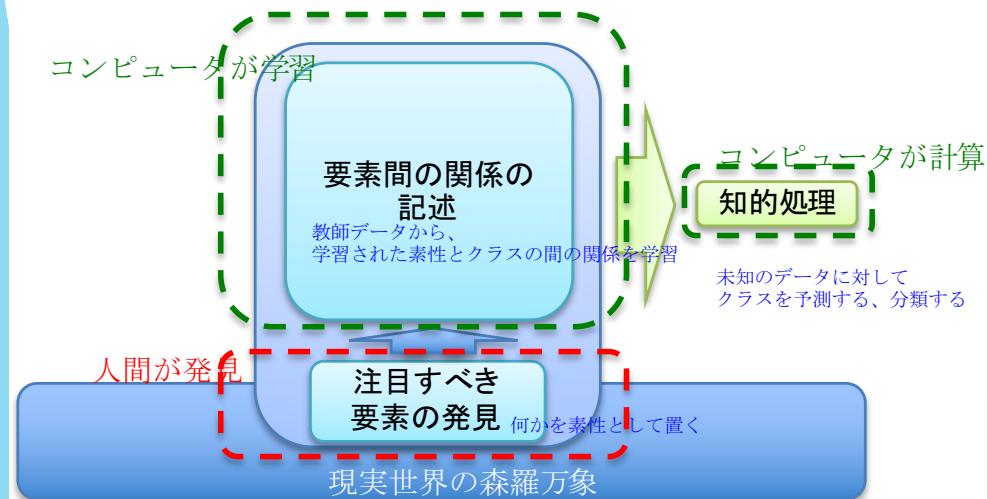 コンピュータが学習
要素間の関係の
記述
教師データから、
学習された素性とクラスの間の関係を学習
コンピュータが計算
知的処理
未知のデータに対して
クラスを予測する、分類する
人間が発見
注目すべき
要素の発見
何かを素性として置く
現実世界の森羅万象